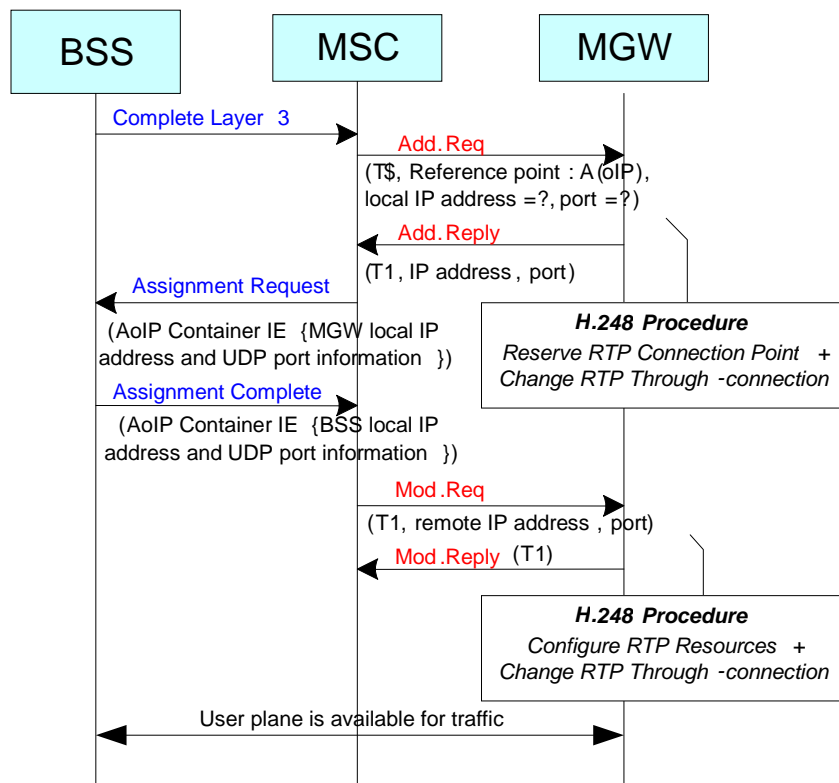 BSS
MSC
MGW
Complete Layer 3
Add.Req
(T$, Reference point : A(oIP),
local IP address =?, port =?)
Add.Reply
(T1, IP address , port)
Assignment Request
(AoIP Container IE {MGW local IP
address and UDP port information })
H.248 Procedure
Reserve RTP Connection Point +
Change RTP Through -connection
Assignment Complete
(AoIP Container IE {BSS local IP
address and UDP port information })
Mod.Req
(T1, remote IP address , port)
Mod.Reply (T1)
H.248 Procedure
Configure RTP Resources +
Change RTP Through -connection
User plane is available for traffic